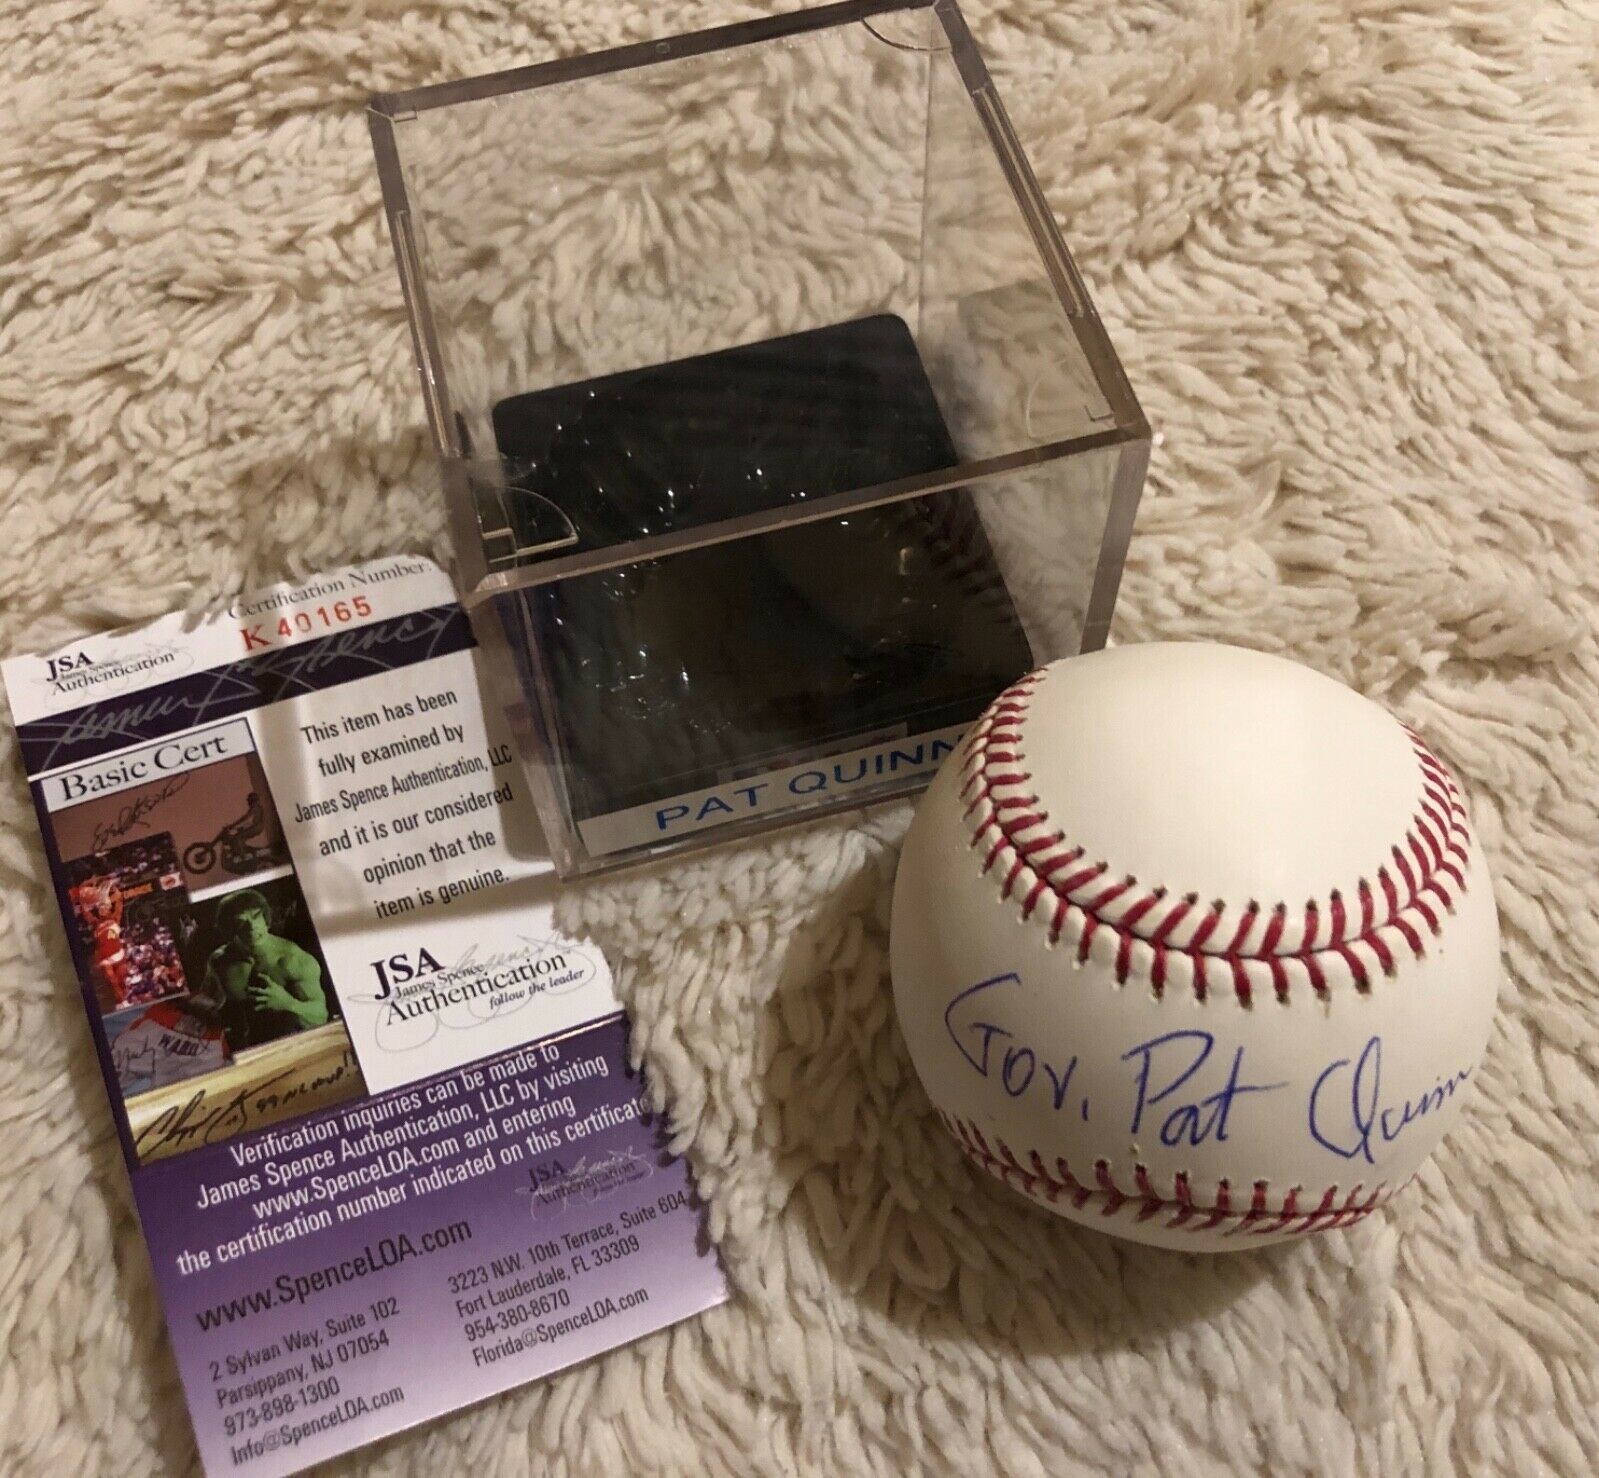 Certification Number:
K 40165
JSA
James Spence
Authentication
Basic Cert
This item has been
fully examined by
James Spence Authentication, LLC
and it is our considered
opinion that the
item is genuine.
JSA
James Spence
Authentication
follow the leader
WARD
Verification inquiries can be made to
James Spence Authentication, LLC by visiting
www.SpenceLOA.com and entering
the certification number indicated on this certificate
JSA
Authentication
www.SpenceLOA.com
2 Sylvan Way, Suite 102
Parsippany, NJ 07054
973-898-1300
Info@SpenceLOA.com
3223 N.W. 10th Terrace, Suite 604
Fort Lauderdale, FL 33309
954-380-8670
Florida@SpenceLOA.com
PAT QUINN
Gov. Pat Quinn